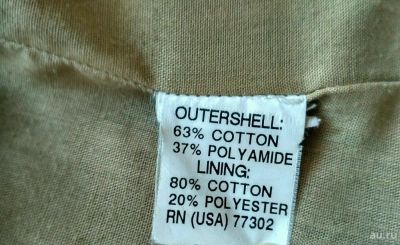 OUTERSHELL:
63% COTTON
37% POLYAMIDE
LINING:
80% COTTON
20% POLYESTER
RN (USA) 77302
au.ru